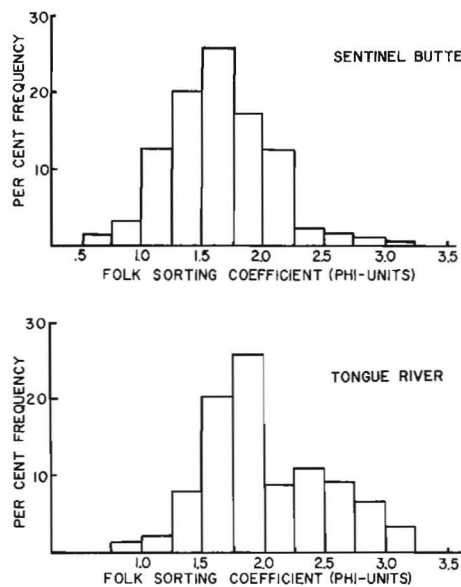 30
SENTINEL BUTTE
20
10
PER CENT FREQUENCY
.5 1.0 1.5 2.0 2.5 3.0 3.5
FOLK SORTING COEFFICIENT (PHI-UNITS)
30
TONGUE RIVER
20
10
PER CENT FREQUENCY
1.0 1.5 2.0 2.5 3.0 3.5
FOLK SORTING COEFFICIENT (PHI-UNITS)